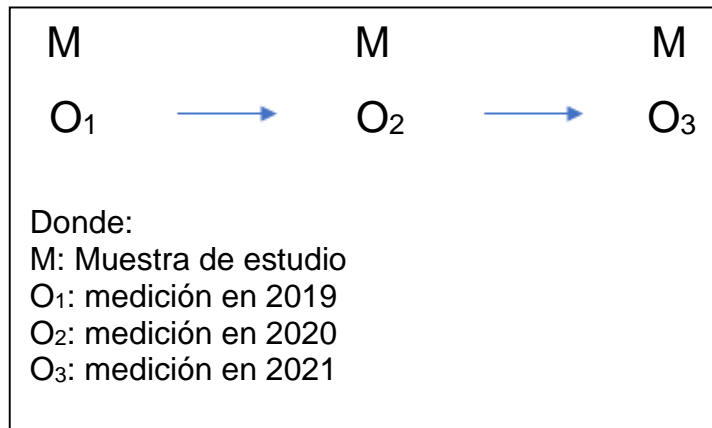 M M M
O₁ O₂ O₃
Donde:
M: Muestra de estudio
O₁: medición en 2019
O₂: medición en 2020
O₃: medición en 2021